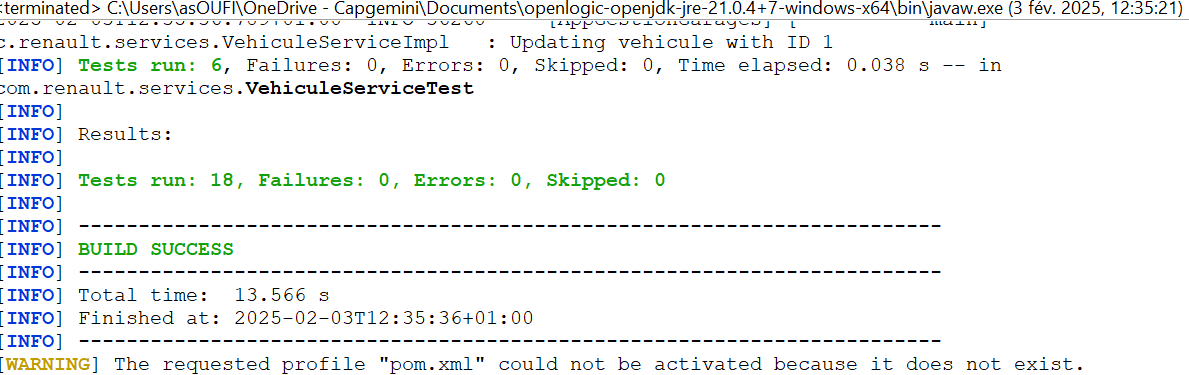 <terminated> C:\Users\asOUFI\OneDrive - Capgemini\Documents\openlogic-openjdk-jre-21.0.4+7-windows-x64\bin\javaw.exe (3 fév. 2025, 12:35:21)
c.renault.services.VehiculeServiceImpl   : Updating vehicule with ID 1
[INFO] Tests run: 6, Failures: 0, Errors: 0, Skipped: 0, Time elapsed: 0.038 s -- in
com.renault.services.VehiculeServiceTest
[INFO]
[INFO] Results:
[INFO]
[INFO] Tests run: 18, Failures: 0, Errors: 0, Skipped: 0
[INFO]
[INFO] ------------------------------------------------------------------------
[INFO] BUILD SUCCESS
[INFO] ------------------------------------------------------------------------
[INFO] Total time:  13.566 s
[INFO] Finished at: 2025-02-03T12:35:36+01:00
[INFO] ------------------------------------------------------------------------
[WARNING] The requested profile "pom.xml" could not be activated because it does not exist.